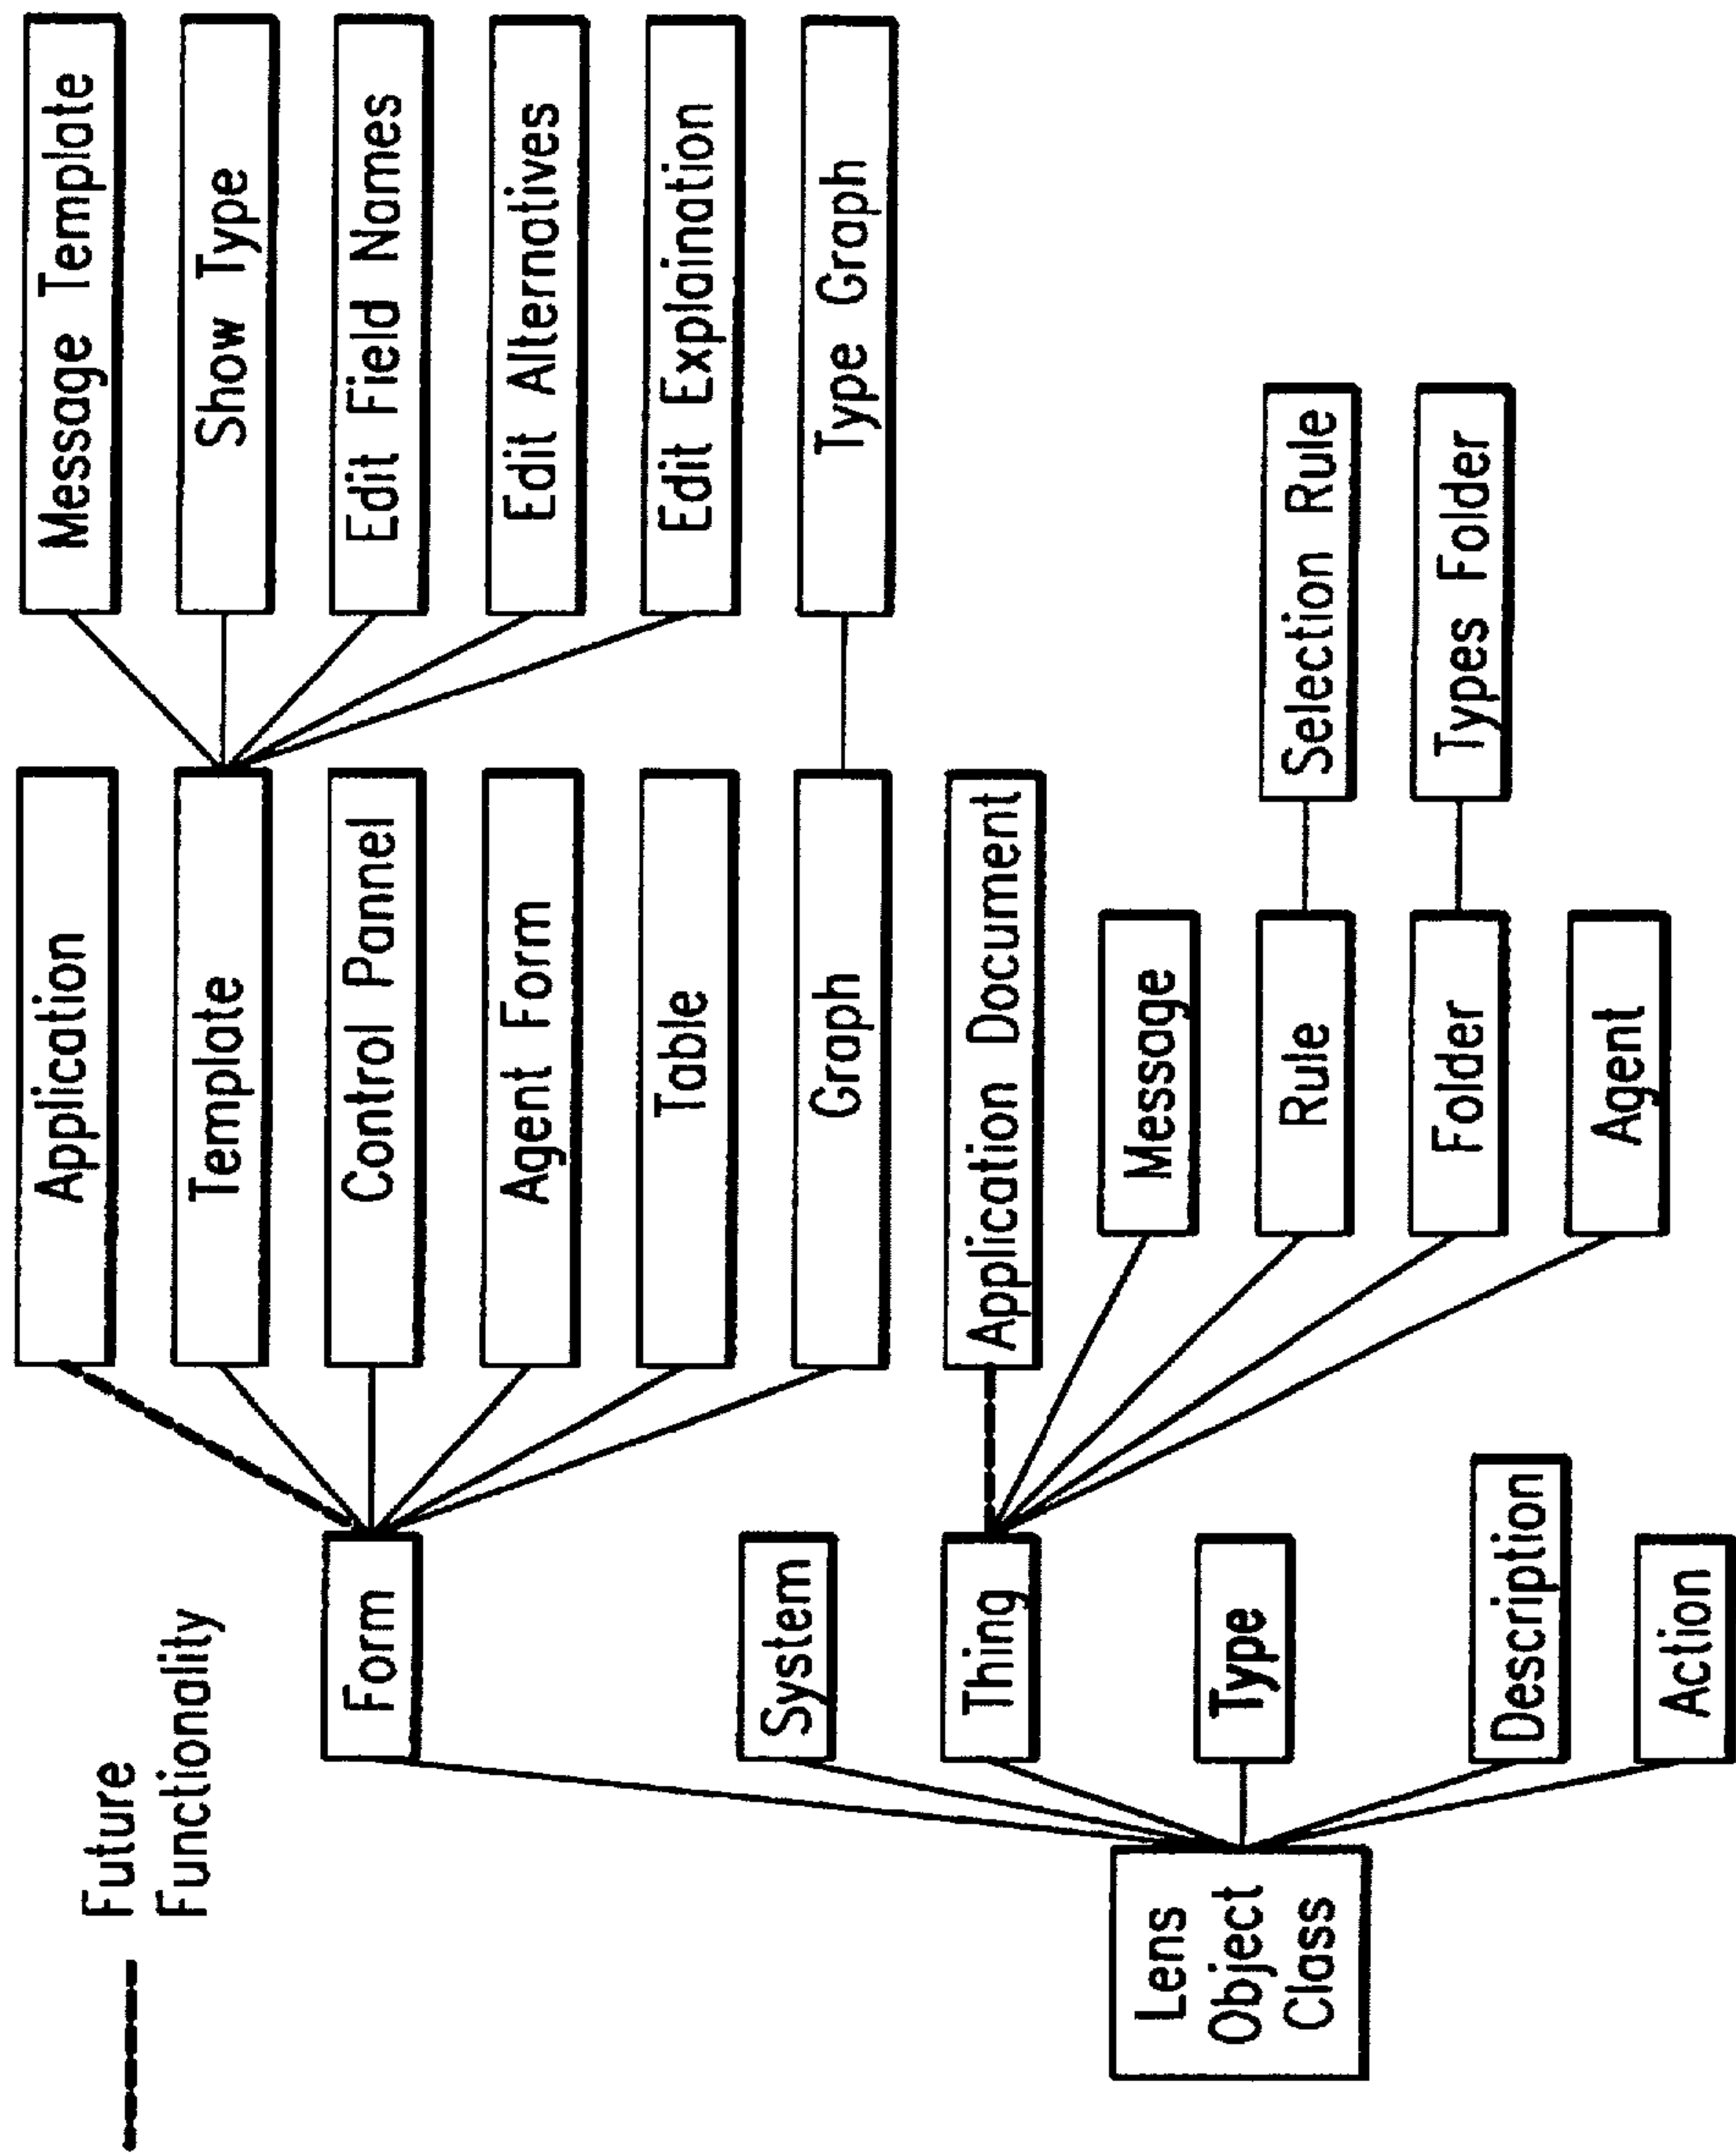 Future
Functionality
Lens
Object
Class
Form
System
Thing
Type
Description
Action
Application
Template
Control Pannel
Agent Form
Table
Graph
Application Document
Message
Rule
Folder
Agent
Message Template
Show Type
Edit Field Names
Edit Alternatives
Edit Explaination
Type Graph
Selection Rule
Types Folder